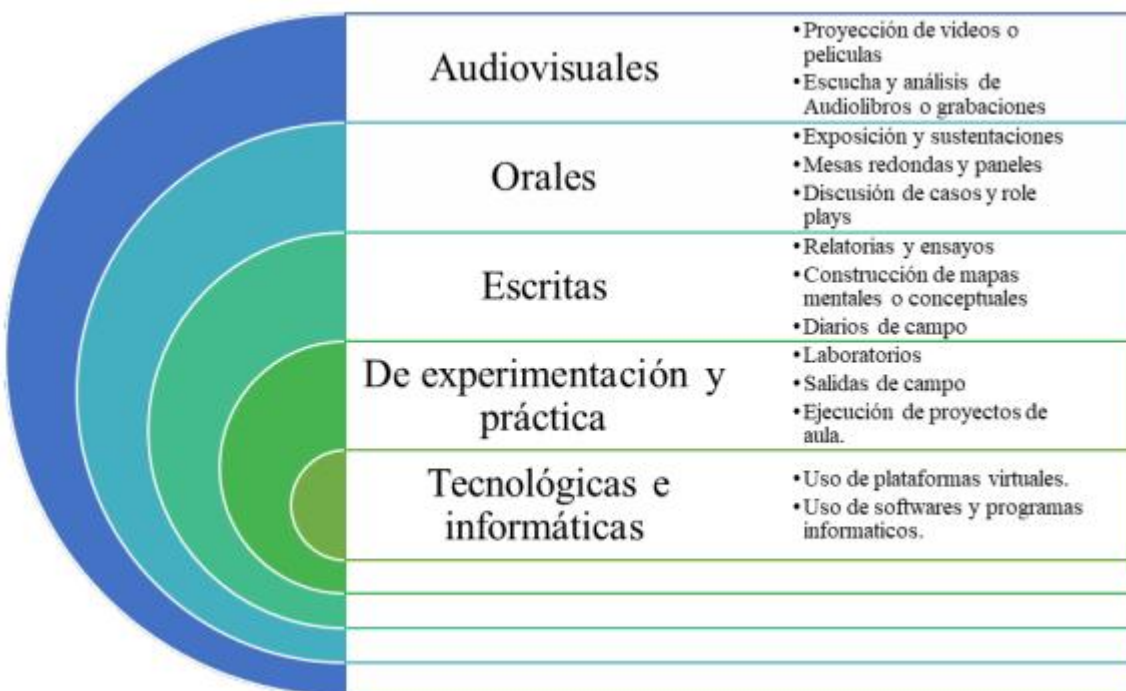 Audiovisuales
•Proyección de videos o
peliculas
•Escucha y análisis de
Audiolibros o grabaciones
Orales
•Exposición y sustentaciones
•Mesas redondas y paneles
•Discusión de casos y role
plays
Escritas
•Relatorias y ensayos
•Construcción de mapas
mentales o conceptuales
•Diarios de campo
De experimentación y
práctica
•Laboratorios
•Salidas de campo
•Ejecución de proyectos de
aula.
Tecnológicas e
informáticas
•Uso de plataformas virtuales.
•Uso de softwares y programas
informaticos.